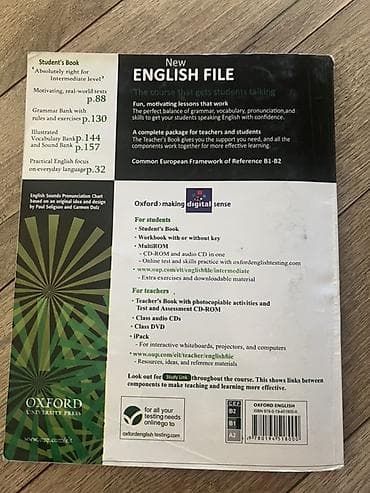 Student's Book
"Absolutely right for
Intermediate level"
Motivating, real-world texts
p.88
Grammar Bank with
rules and exercises p.130
Illustrated
Vocabulary Bank p.144
and Sound Bank p.157
Practical English focus
on everyday language p.32
English Sounds Pronunciation Chart
based on an original idea and design
by Paul Seligson and Carmen Dolz
OXFORD
UNIVERSITY PRESS
New
ENGLISH FILE
The course that gets students talking
Fun, motivating lessons that work
The perfect balance of grammar, vocabulary, pronunciation, and
skills to get your students speaking English with confidence.
A complete package for teachers and students
The Teacher's Book gives you the support you need, and all the
components work together for more effective learning.
Common European Framework of Reference B1-B2
Oxford › making digital sense
For students
• Student's Book
• Workbook with or without key
• MultiROM
- CD-ROM and audio CD in one
- Online test and skills practice with oxfordenglishtesting.com
• www.oup.com/elt/englishfile/intermediate
- Extra exercises and downloadable material
For teachers
• Teacher's Book with photocopiable activities and
Test and Assessment CD-ROM
• Class audio CDs
• Class DVD
• iPack
- For interactive whiteboards, projectors, and computers
• www.oup.com/elt/teacher/englishfile
- Resources, ideas, and reference materials
Look out for Study Link throughout the course. This shows links between
components to make teaching and learning more effective.
for all your
testing needs
online go to
oxfordenglishtesting.com
CEF
B2
B1
A2
OXFORD ENGLISH
9 780194 518000